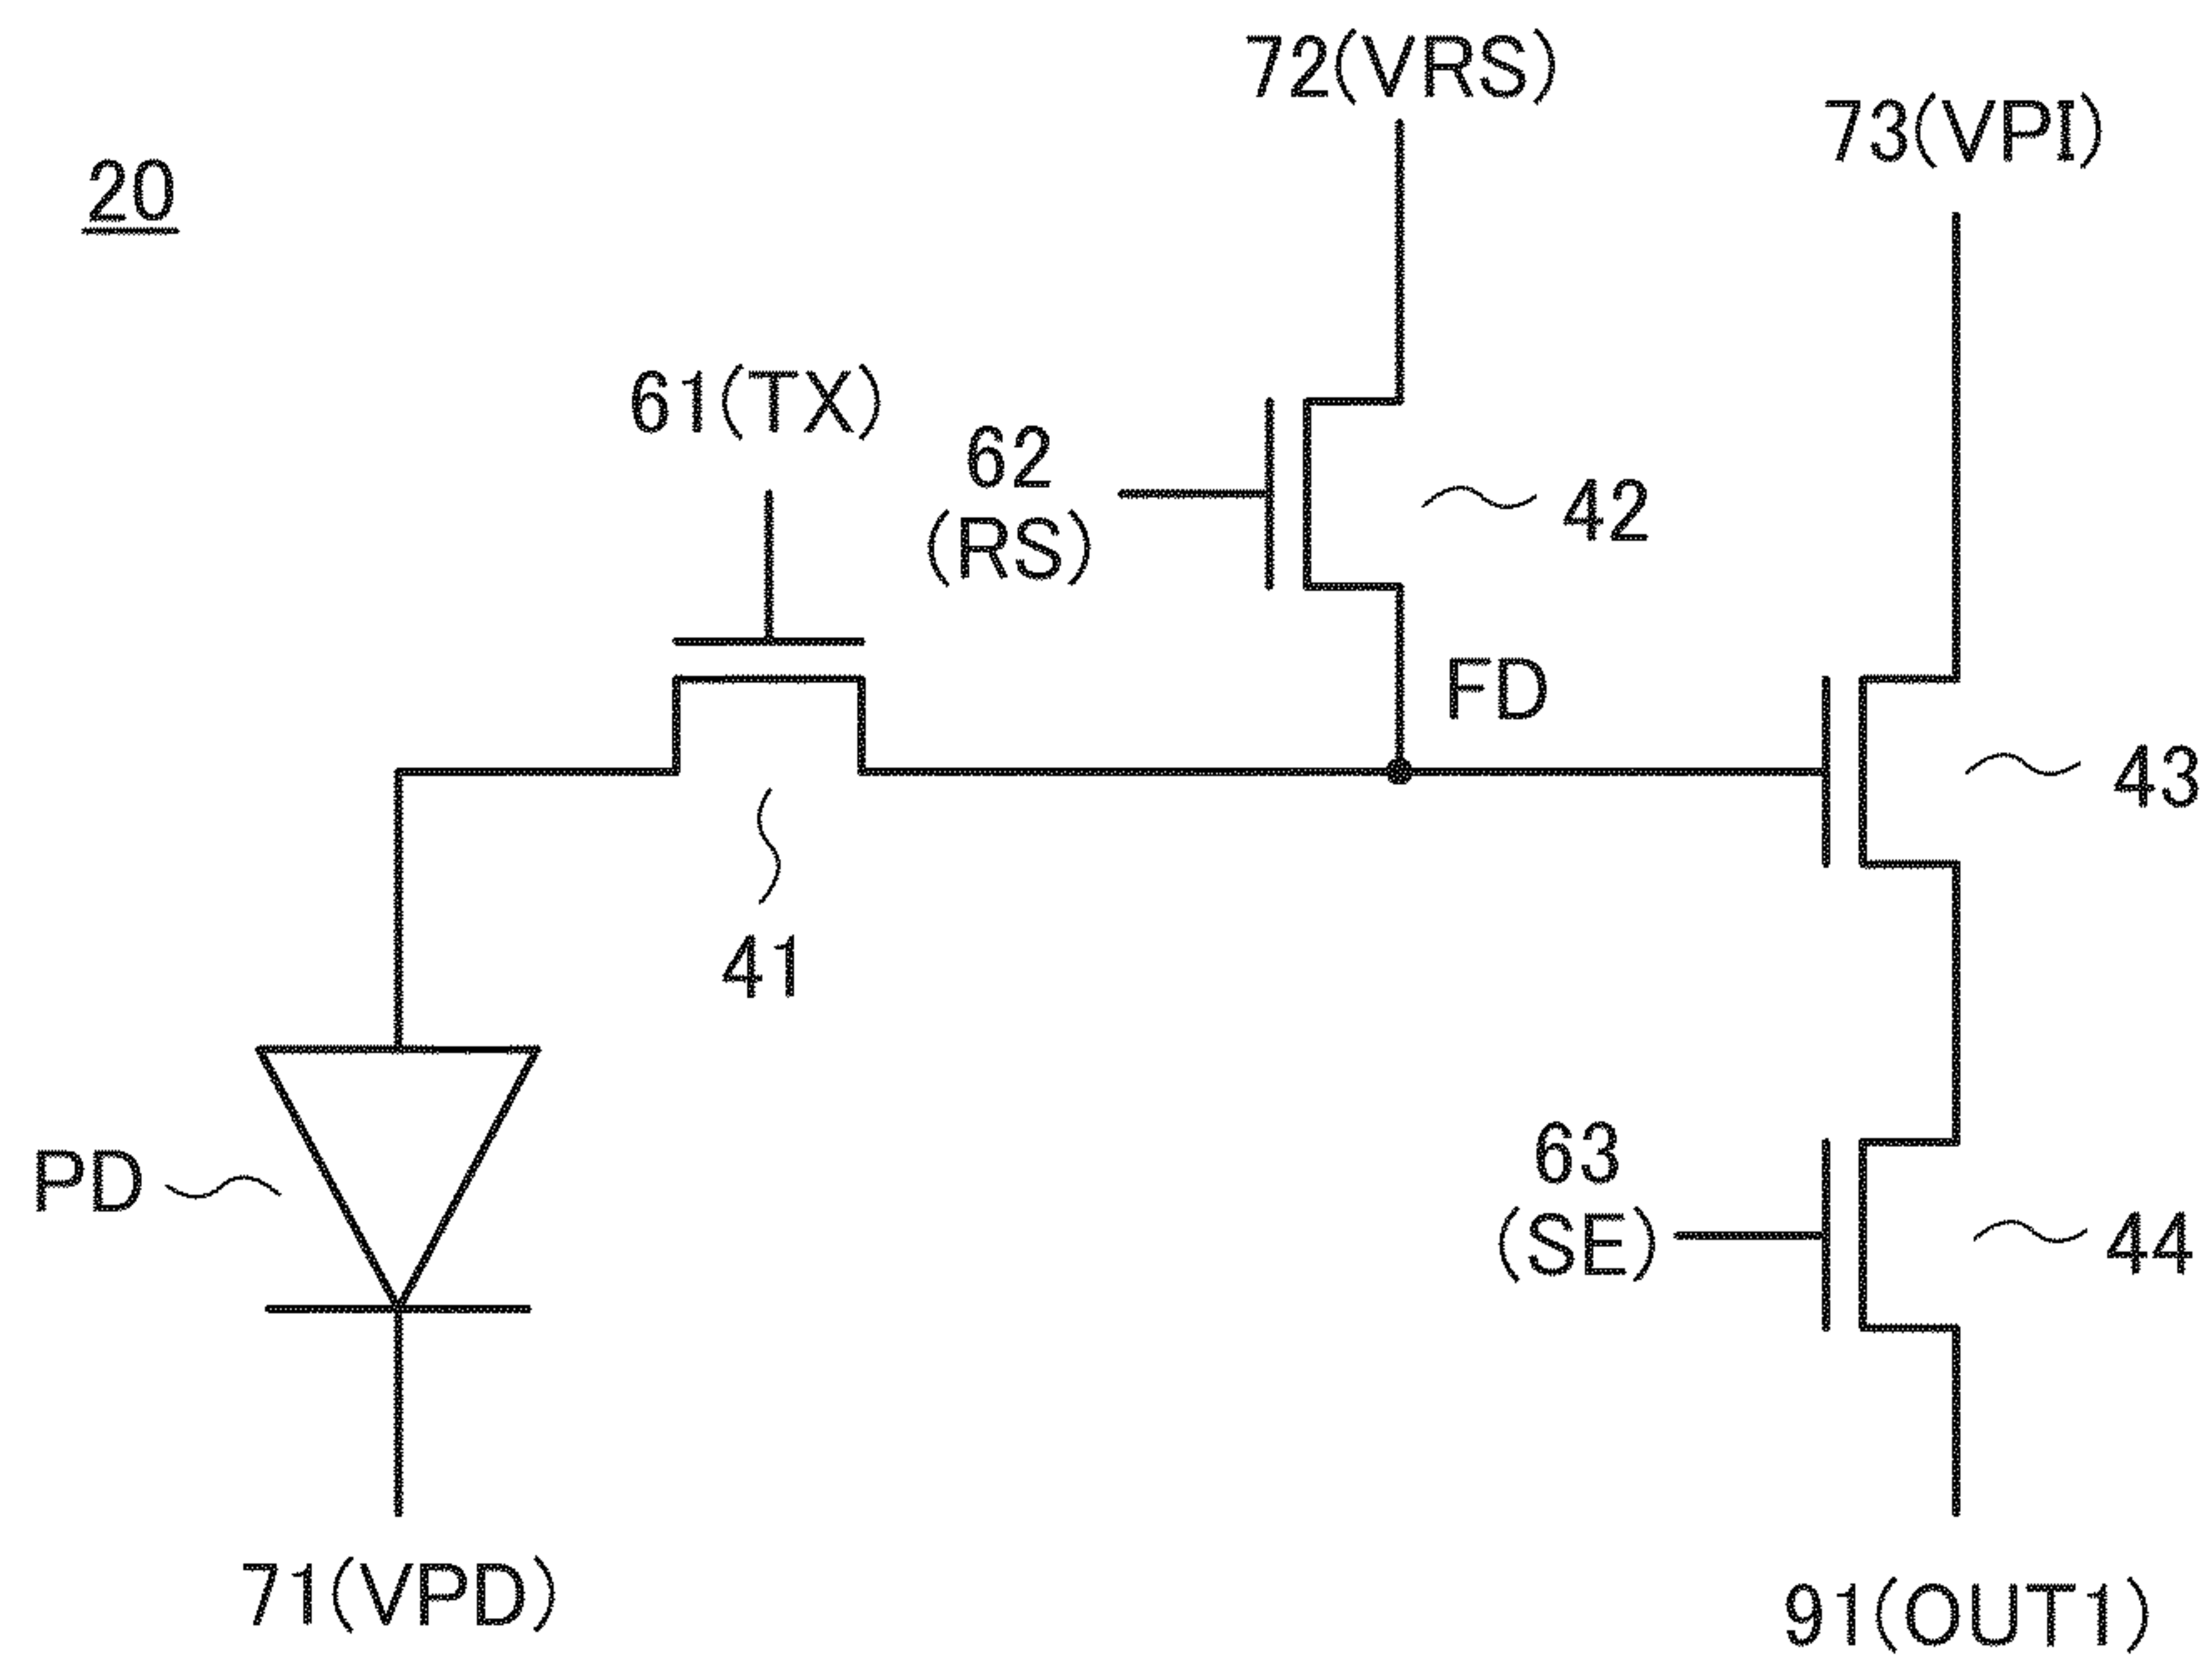 72(VRS)
73(VPI)
20
61(TX)
62
(RS)
42
FD
43
41
PD
63
(SE)
44
71(VPD)
91(OUT1)